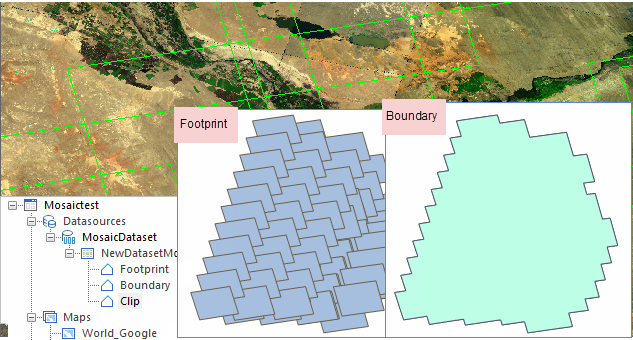 Footprint
Boundary
Mosaictest
Datasources
MosaicDataset
NewDatasetMo
Footprint
Boundary
Clip
Maps
World_Google